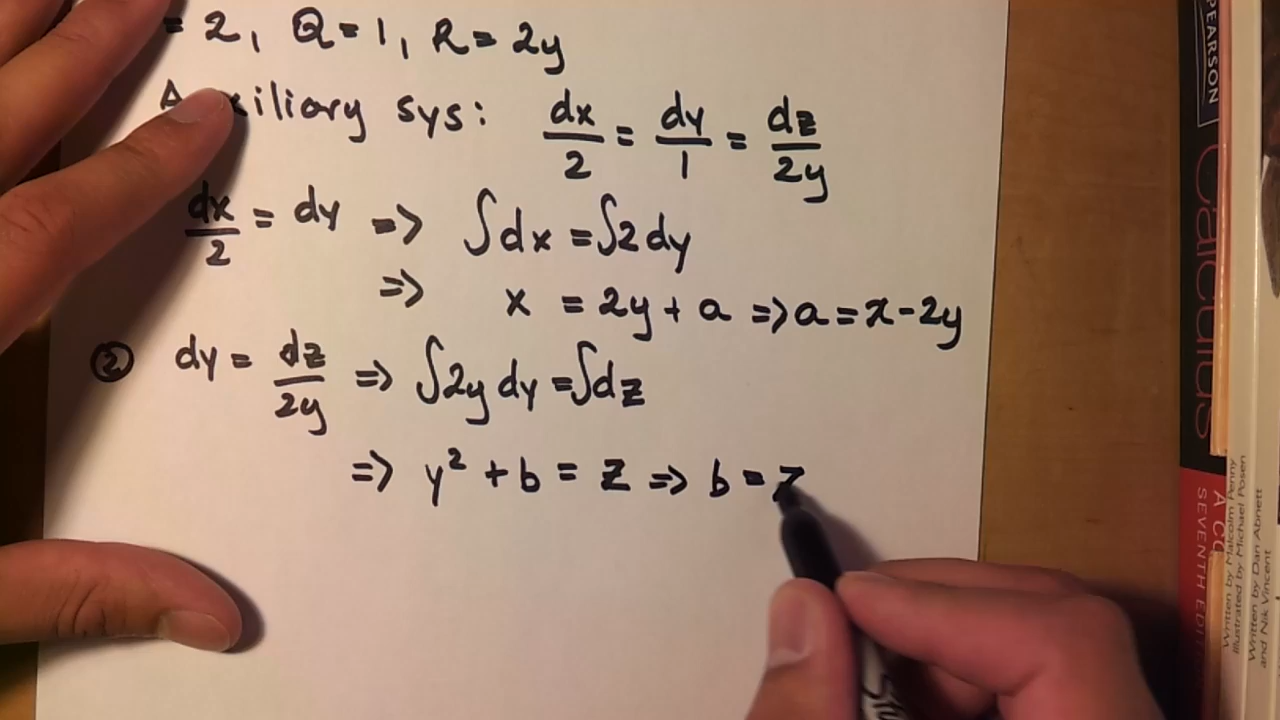 = 2, Q = 1, R = 2y
Auxiliary sys: dx/2 = dy/1 = dz/2y
dx/2 = dy => ∫dx = ∫2dy
=> x = 2y + a => a = x - 2y
② dy = dz/2y => ∫2y dy = ∫dz
=> y² + b = z => b = z
PEARSON
Calculus
A CO
SEVENTH EDITI
Written by Malcolm Penny
Illustrated by Michael Posen
Written by Dan Abnett
and Nik Vincent